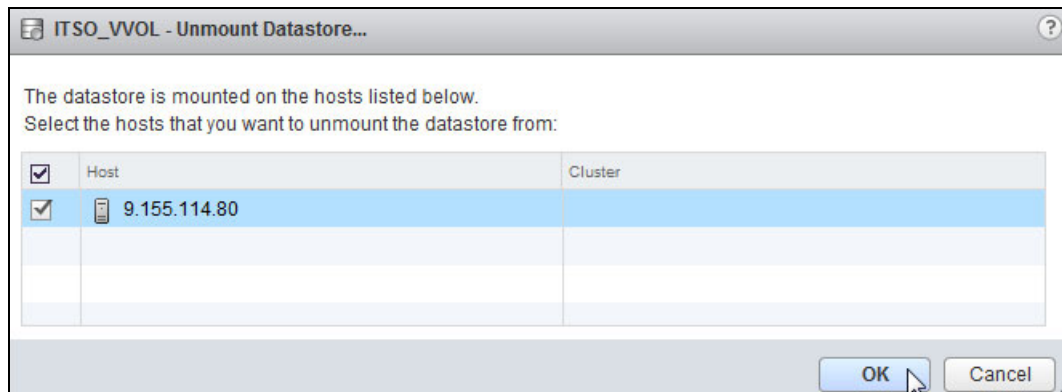 ITSO_VVOL - Unmount Datastore...
?
The datastore is mounted on the hosts listed below.
Select the hosts that you want to unmount the datastore from:
Host Cluster
9.155.114.80
OK Cancel